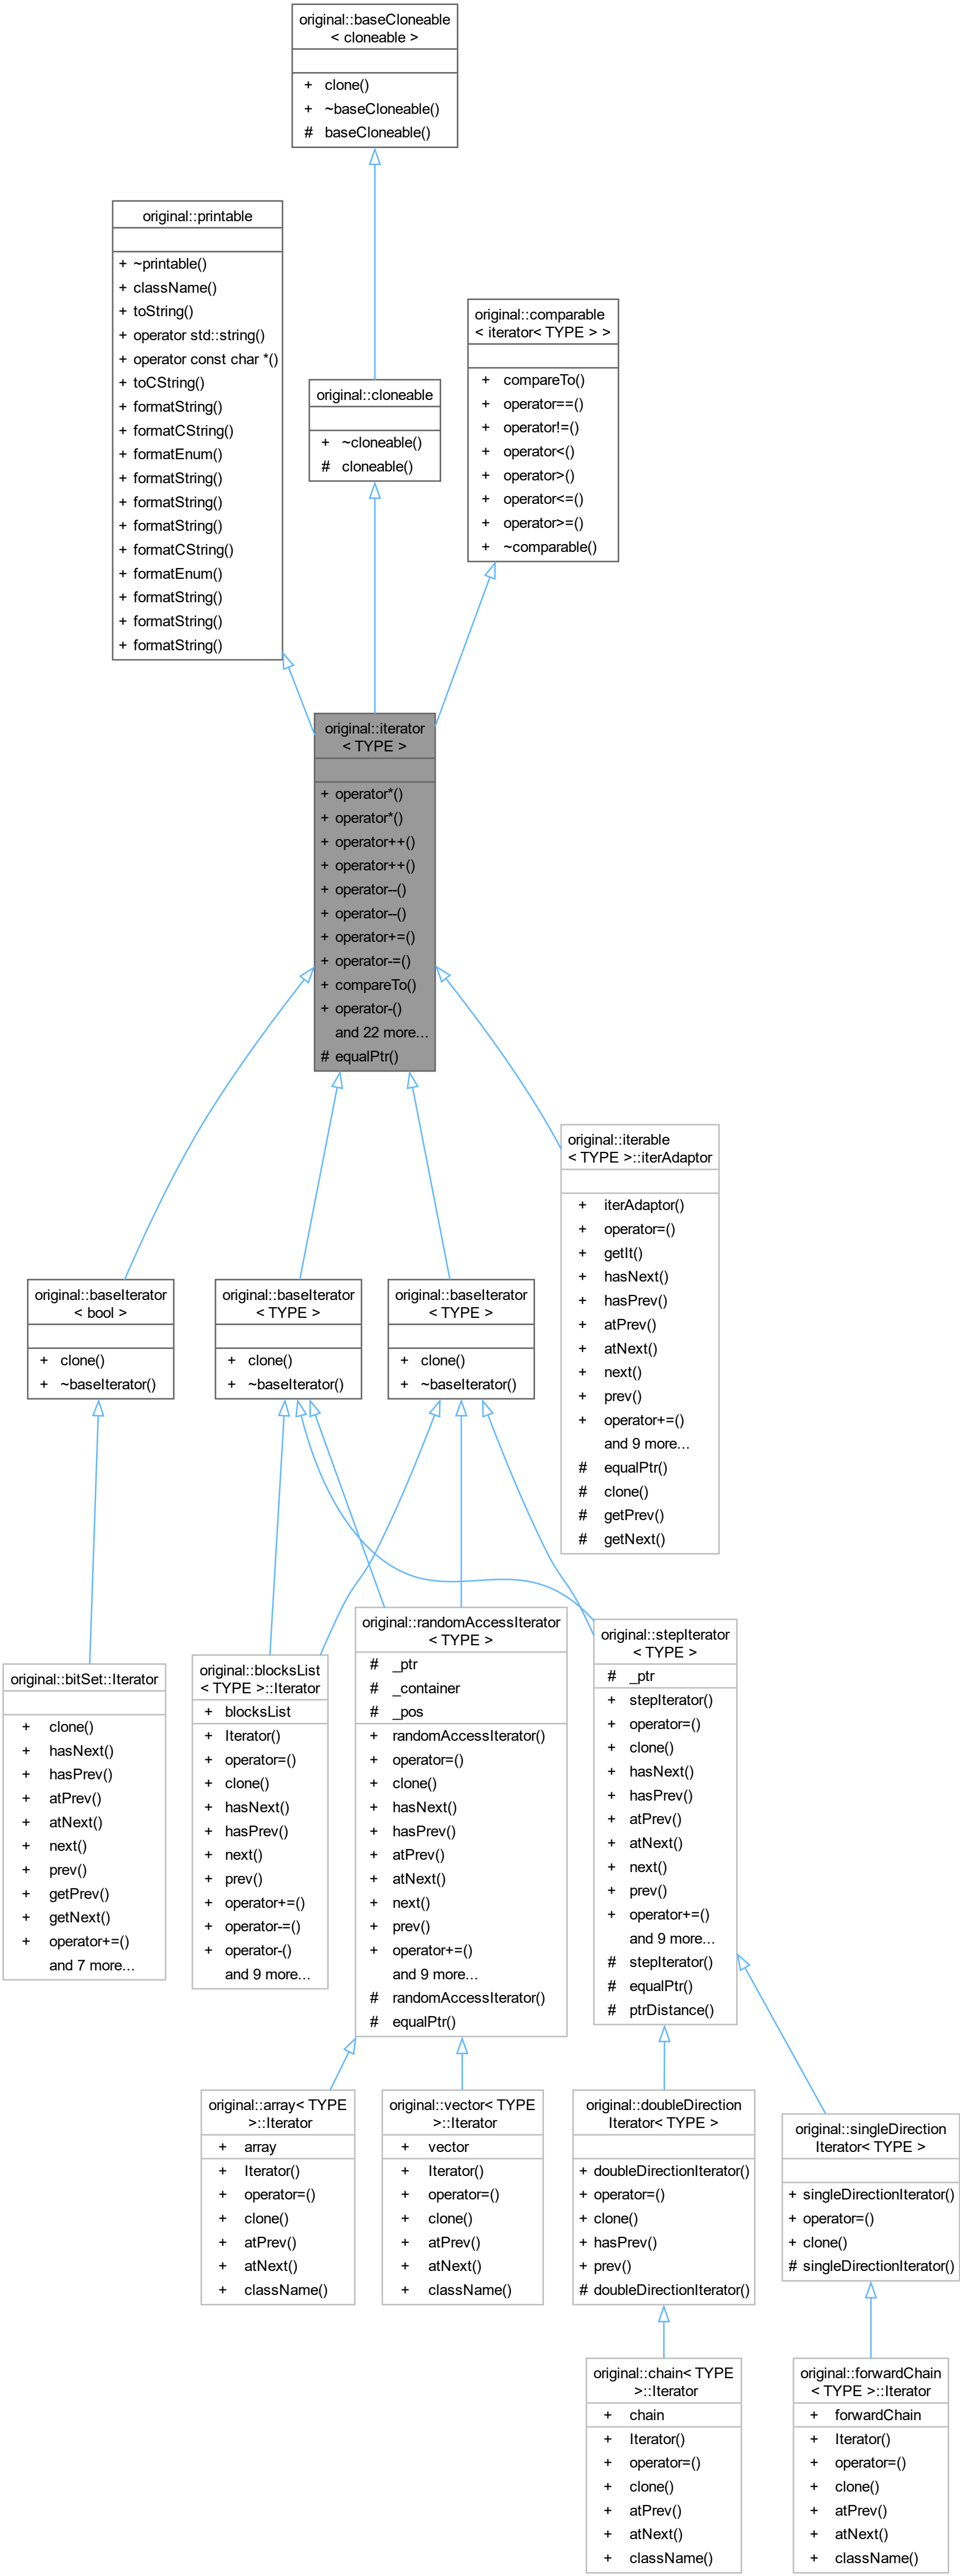 original::baseCloneable
< cloneable >
+ clone()
+ ~baseCloneable()
# baseCloneable()
original::printable
+ ~printable()
+ className()
+ toString()
+ operator std::string()
+ operator const char *()
+ toCString()
+ formatString()
+ formatCString()
+ formatEnum()
+ formatString()
+ formatString()
+ formatString()
+ formatCString()
+ formatEnum()
+ formatString()
+ formatString()
+ formatString()
original::cloneable
+ ~cloneable()
# cloneable()
original::comparable
< iterator< TYPE > >
+ compareTo()
+ operator==()
+ operator!=()
+ operator<()
+ operator>()
+ operator<=()
+ operator>=()
+ ~comparable()
original::iterator
< TYPE >
+ operator*()
+ operator*()
+ operator++()
+ operator++()
+ operator--()
+ operator--()
+ operator+=()
+ operator-=()
+ compareTo()
+ operator-()
and 22 more...
# equalPtr()
original::iterable
< TYPE >::iterAdaptor
+ iterAdaptor()
+ operator=()
+ getIt()
+ hasNext()
+ hasPrev()
+ atPrev()
+ atNext()
+ next()
+ prev()
+ operator+=()
and 9 more...
# equalPtr()
# clone()
# getPrev()
# getNext()
original::baseIterator
< bool >
+ clone()
+ ~baseIterator()
original::baseIterator
< TYPE >
+ clone()
+ ~baseIterator()
original::baseIterator
< TYPE >
+ clone()
+ ~baseIterator()
original::bitSet::Iterator
+ clone()
+ hasNext()
+ hasPrev()
+ atPrev()
+ atNext()
+ next()
+ prev()
+ getPrev()
+ getNext()
+ operator+=()
and 7 more...
original::blocksList
< TYPE >::Iterator
+ blocksList
+ Iterator()
+ operator=()
+ clone()
+ hasNext()
+ hasPrev()
+ next()
+ prev()
+ operator+=()
+ operator-=()
+ operator-()
and 9 more...
original::randomAccessIterator
< TYPE >
# _ptr
# _container
# _pos
+ randomAccessIterator()
+ operator=()
+ clone()
+ hasNext()
+ hasPrev()
+ atPrev()
+ atNext()
+ next()
+ prev()
+ operator+=()
and 9 more...
# randomAccessIterator()
# equalPtr()
original::stepIterator
< TYPE >
# _ptr
+ stepIterator()
+ operator=()
+ clone()
+ hasNext()
+ hasPrev()
+ atPrev()
+ atNext()
+ next()
+ prev()
+ operator+=()
and 9 more...
# stepIterator()
# equalPtr()
# ptrDistance()
original::array< TYPE
>::Iterator
+ array
+ Iterator()
+ operator=()
+ clone()
+ atPrev()
+ atNext()
+ className()
original::vector< TYPE
>::Iterator
+ vector
+ Iterator()
+ operator=()
+ clone()
+ atPrev()
+ atNext()
+ className()
original::doubleDirection
Iterator< TYPE >
+ doubleDirectionIterator()
+ operator=()
+ clone()
+ hasPrev()
+ prev()
# doubleDirectionIterator()
original::singleDirection
Iterator< TYPE >
+ singleDirectionIterator()
+ operator=()
+ clone()
# singleDirectionIterator()
original::chain< TYPE
>::Iterator
+ chain
+ Iterator()
+ operator=()
+ clone()
+ atPrev()
+ atNext()
+ className()
original::forwardChain
< TYPE >::Iterator
+ forwardChain
+ Iterator()
+ operator=()
+ clone()
+ atPrev()
+ atNext()
+ className()